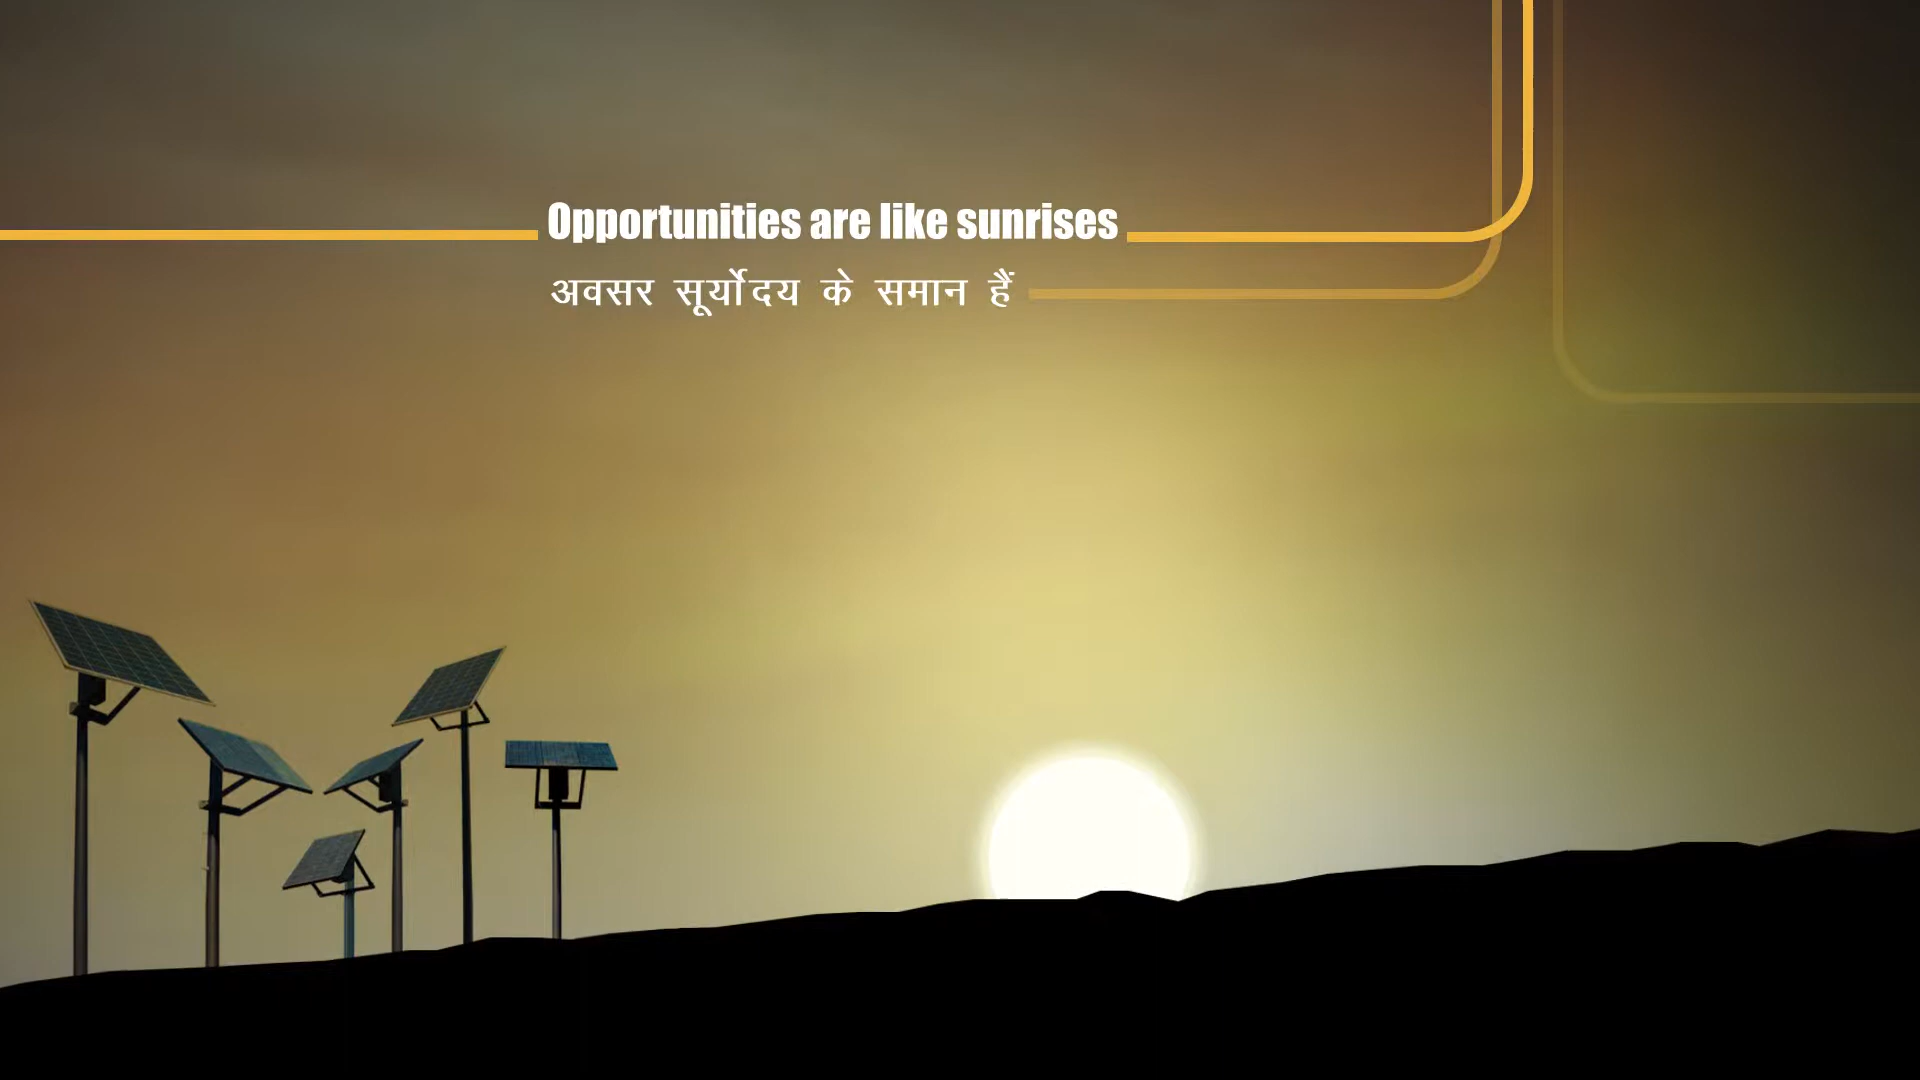 Opportunities are like sunrises
अवसर सूर्योदय के समान हैं